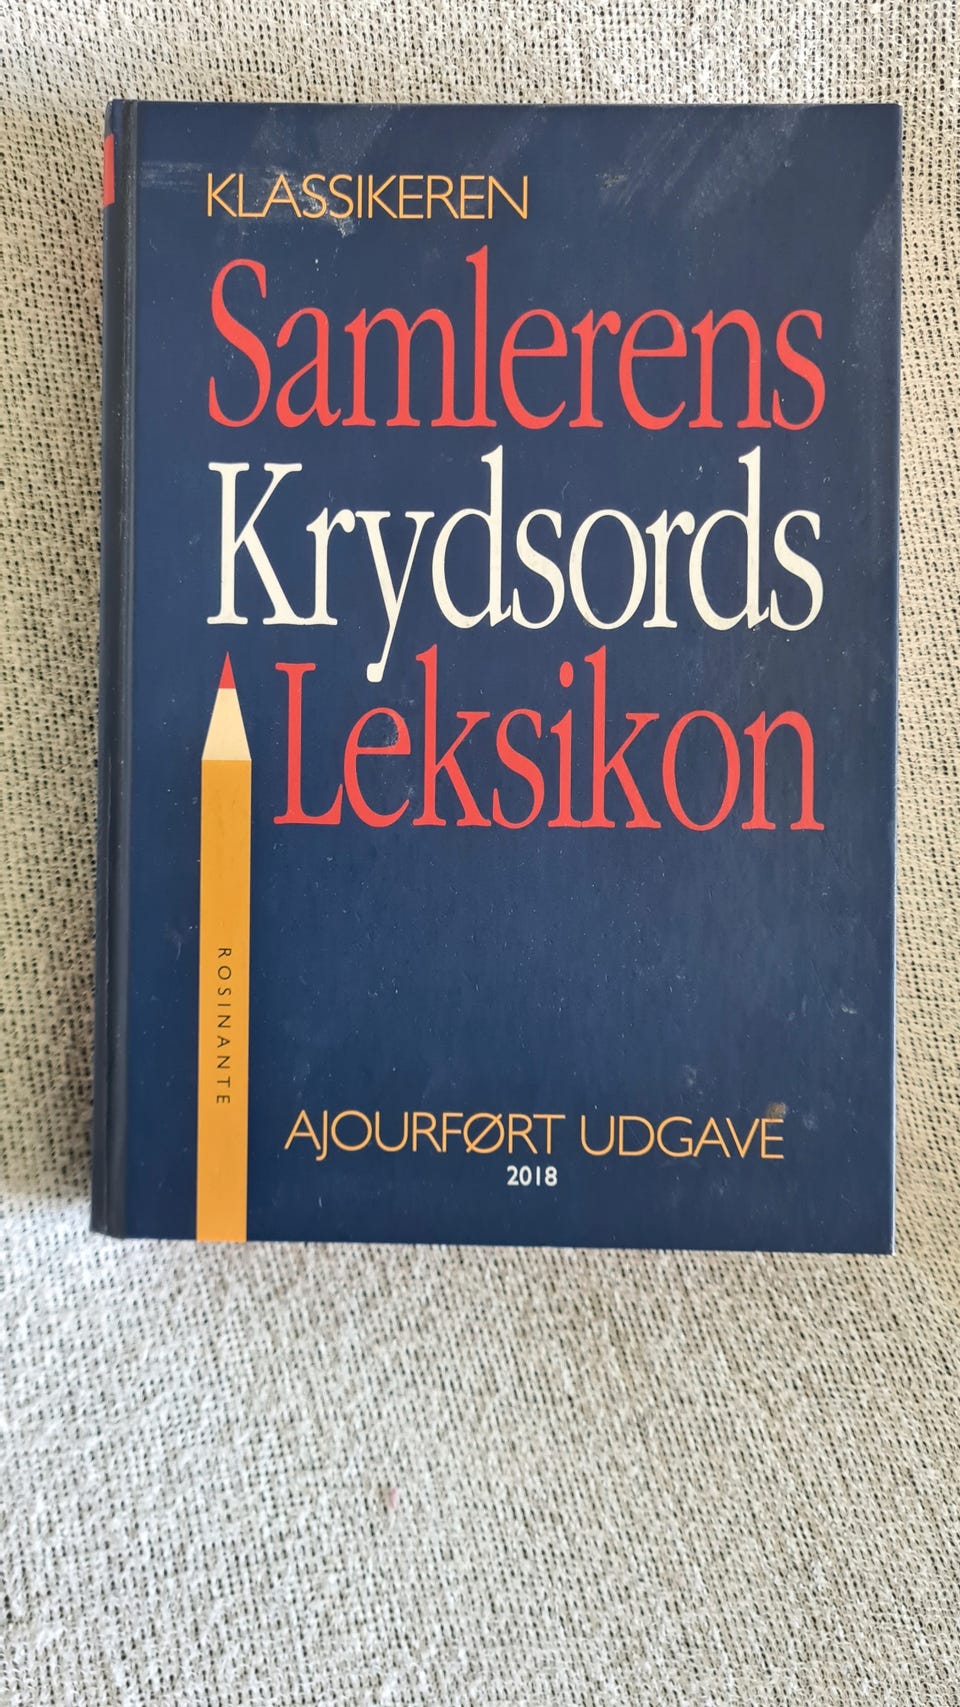 KLASSIKEREN
Samlerens
Krydsords
Leksikon
ROSINANTE
AJOURFØRT UDGAVE
2018